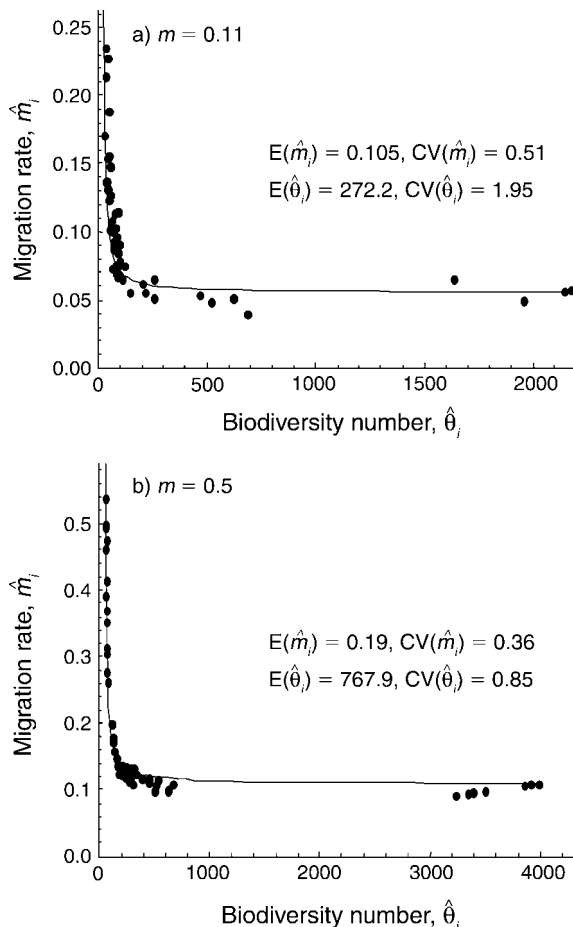 a) m = 0.11
0.25
0.20
0.15
0.10
0.05
0.00
Migration rate, m̂ᵢ
E(m̂ᵢ) = 0.105, CV(m̂ᵢ) = 0.51
E(θ̂ᵢ) = 272.2, CV(θ̂ᵢ) = 1.95
0 500 1000 1500 2000
Biodiversity number, θ̂ᵢ
b) m = 0.5
0.5
0.4
0.3
0.2
0.1
0.0
Migration rate, m̂ᵢ
E(m̂ᵢ) = 0.19, CV(m̂ᵢ) = 0.36
E(θ̂ᵢ) = 767.9, CV(θ̂ᵢ) = 0.85
0 1000 2000 3000 4000
Biodiversity number, θ̂ᵢ